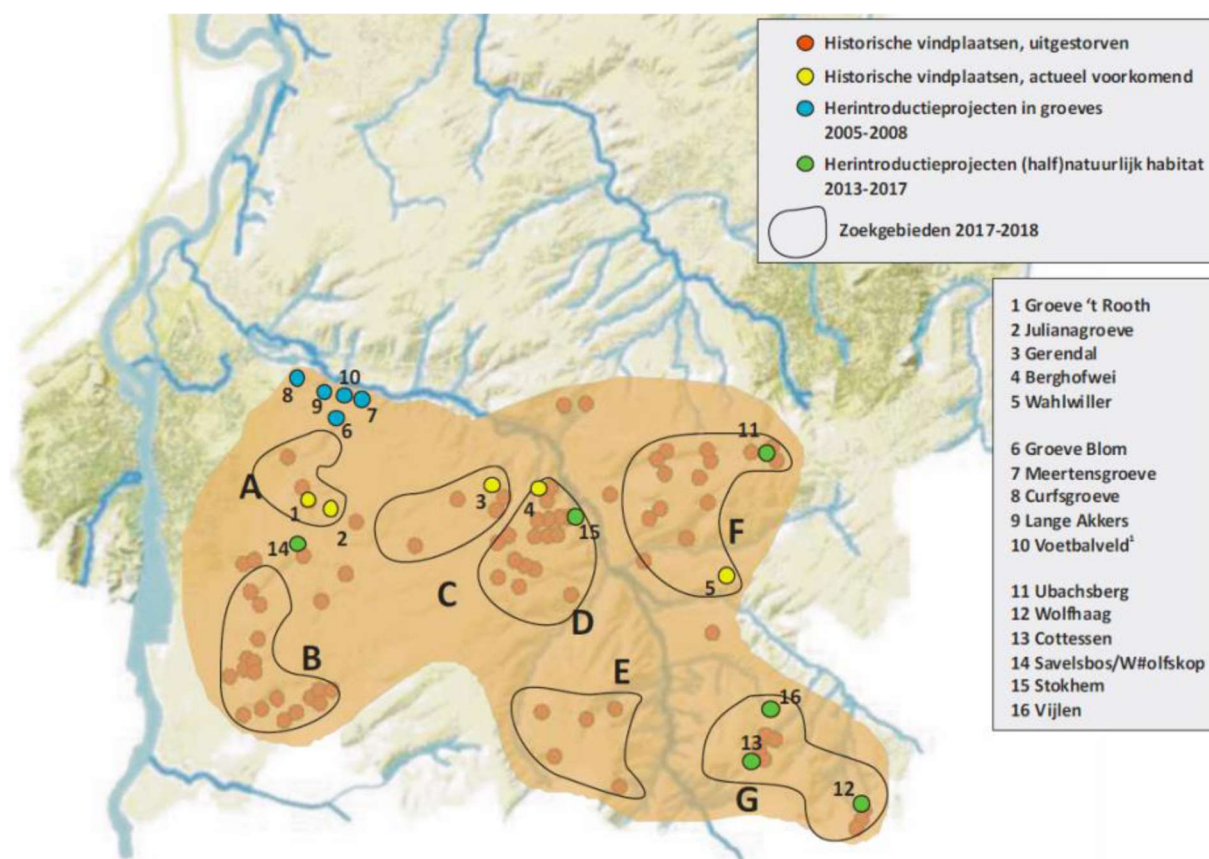 Historische vindplaatsen, uitgestorven
Historische vindplaatsen, actueel voorkomend
Herintroductieprojecten in groeves
2005-2008
Herintroductieprojecten (half)natuurlijk habitat
2013-2017
Zoekgebieden 2017-2018
1 Groeve ‘t Rooth
2 Julianagroeve
3 Gerendal
4 Berghofwei
5 Wahlwiller
6 Groeve Blom
7 Meertensgroeve
8 Curfsgroeve
9 Lange Akkers
10 Voetbalveld¹
11 Ubachsberg
12 Wolfhaag
13 Cottessen
14 Savelsbos/W#olfskop
15 Stokhem
16 Vijlen
10
8
9
7
6
11
A
3
4
1
2
15
F
14
5
C
D
B
E
16
13
12
G